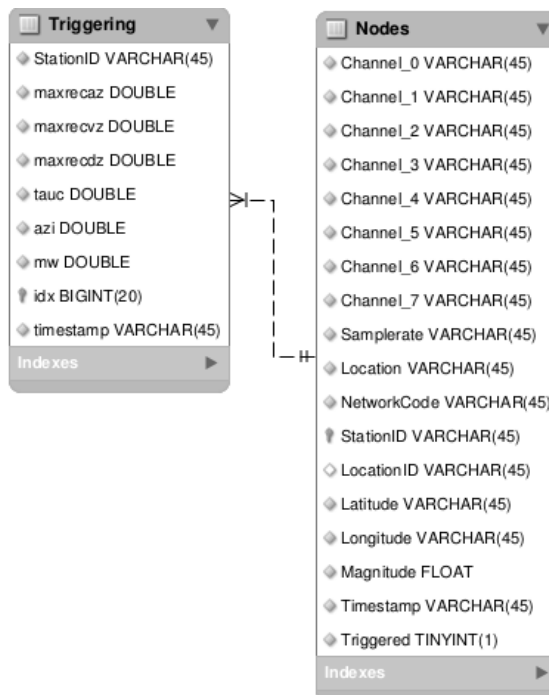 Triggering
StationID VARCHAR(45)
maxrecaz DOUBLE
maxrecvz DOUBLE
maxrecdz DOUBLE
tauc DOUBLE
azi DOUBLE
mw DOUBLE
idx BIGINT(20)
timestamp VARCHAR(45)
Indexes
Nodes
Channel_0 VARCHAR(45)
Channel_1 VARCHAR(45)
Channel_2 VARCHAR(45)
Channel_3 VARCHAR(45)
Channel_4 VARCHAR(45)
Channel_5 VARCHAR(45)
Channel_6 VARCHAR(45)
Channel_7 VARCHAR(45)
Samplerate VARCHAR(45)
Location VARCHAR(45)
NetworkCode VARCHAR(45)
StationID VARCHAR(45)
LocationID VARCHAR(45)
Latitude VARCHAR(45)
Longitude VARCHAR(45)
Magnitude FLOAT
Timestamp VARCHAR(45)
Triggered TINYINT(1)
Indexes